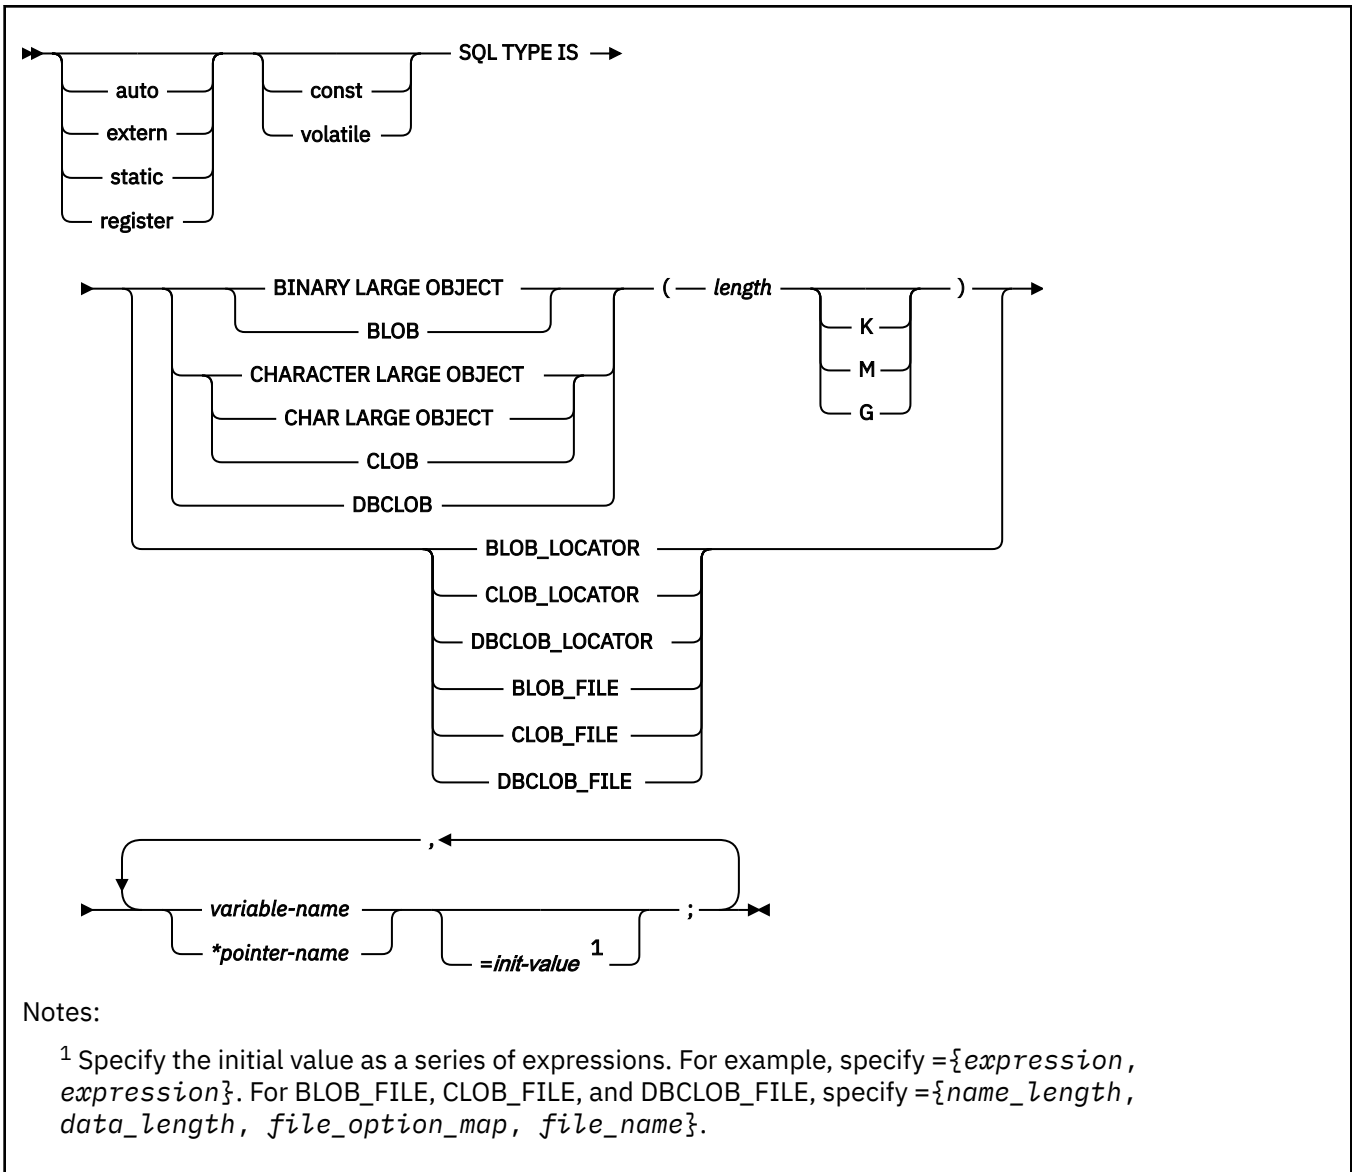 SQL TYPE IS
auto const
extern volatile
static
register
BINARY LARGE OBJECT ( length )
BLOB K
CHARACTER LARGE OBJECT M
CHAR LARGE OBJECT G
CLOB
DBCLOB
BLOB_LOCATOR
CLOB_LOCATOR
DBCLOB_LOCATOR
BLOB_FILE
CLOB_FILE
DBCLOB_FILE
,
variable-name ;
*pointer-name =init-value 1
Notes:
1 Specify the initial value as a series of expressions. For example, specify ={expression,
expression}. For BLOB_FILE, CLOB_FILE, and DBCLOB_FILE, specify ={name_length,
data_length, file_option_map, file_name}.